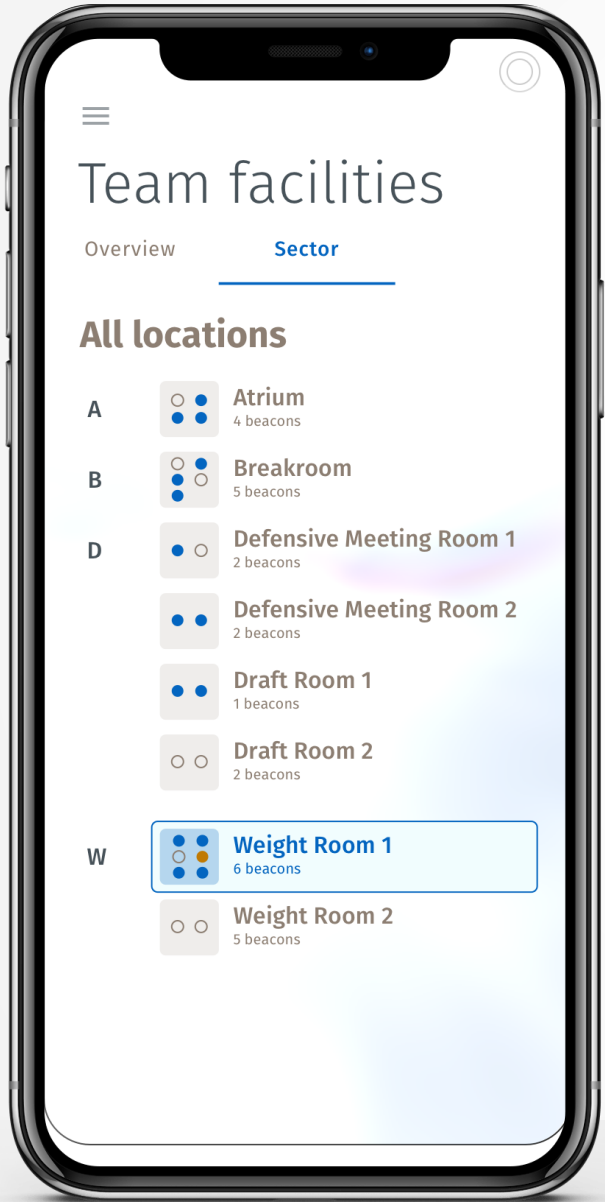 Team facilities
Overview Sector
All locations
A Atrium
4 beacons
B Breakroom
5 beacons
D Defensive Meeting Room 1
2 beacons
Defensive Meeting Room 2
2 beacons
Draft Room 1
1 beacons
Draft Room 2
2 beacons
W Weight Room 1
6 beacons
Weight Room 2
5 beacons